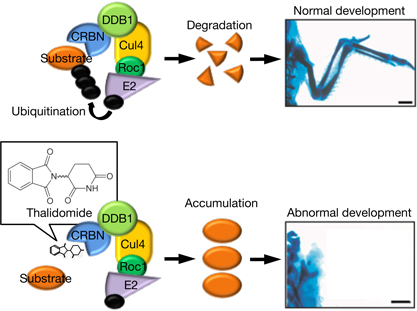 DDB1
CRBN
Cul4
Substrate
Roc1
E2
Ubiquitination
Degradation
Normal development
O
N
O
O
NH
O
Thalidomide
DDB1
CRBN
Cul4
Roc1
Substrate
E2
Accumulation
Abnormal development